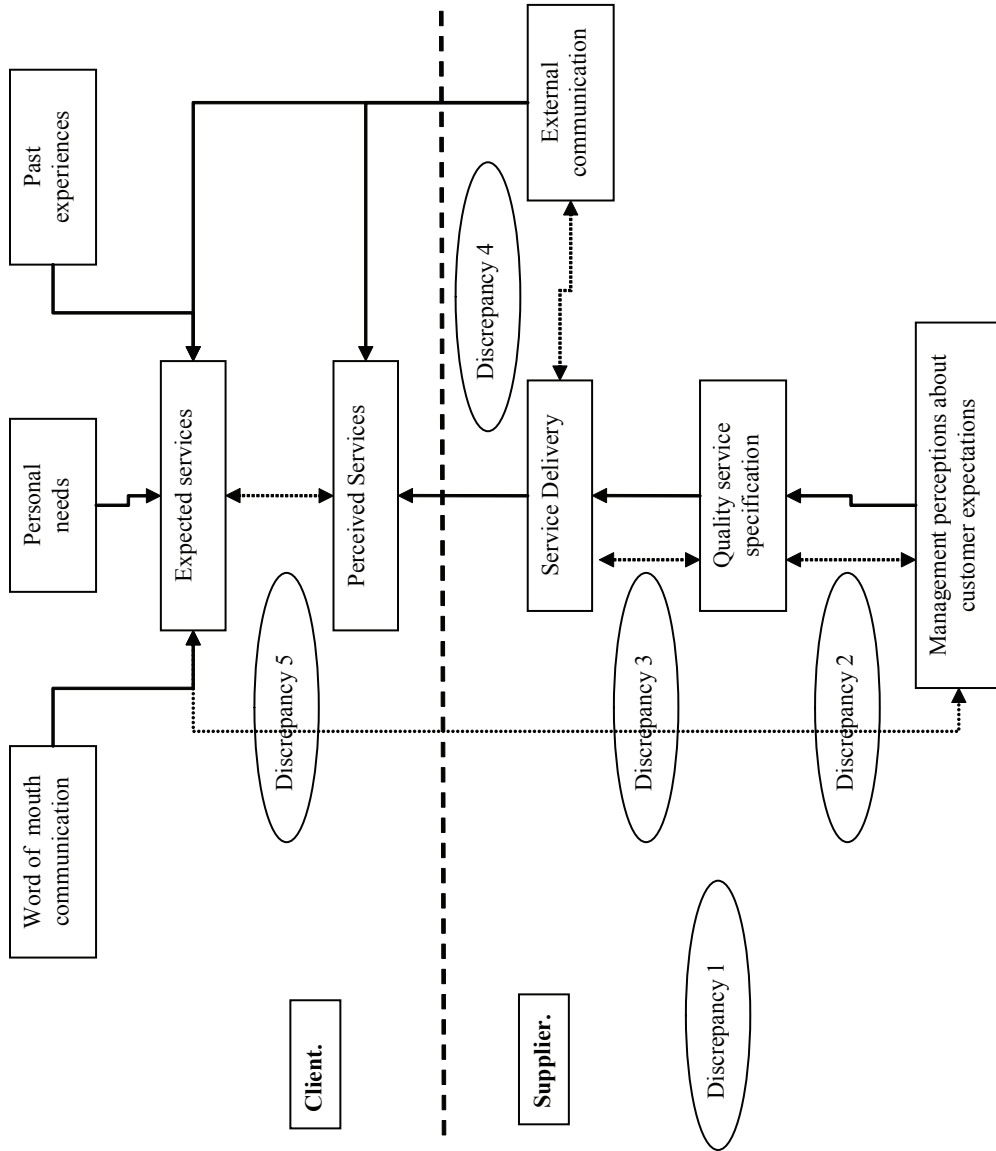 Word of  mouth
communication
Personal
needs
Past
experiences
Expected services
Discrepancy 5
Client.
Perceived Services
Supplier.
Discrepancy 4
Service Delivery
External
communication
Discrepancy 3
Quality service
specification
Discrepancy 1
Discrepancy 2
Management perceptions about
customer expectations